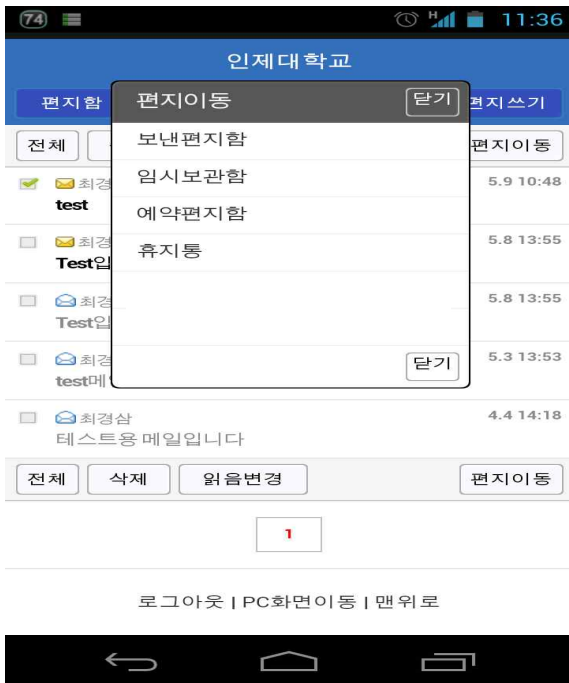 74 H 11:36
인제대학교
편지함 편지이동 닫기 편지쓰기
전체 편지이동
보낸편지함
임시보관함
예약편지함
휴지통
최경 5.9 10:48
test
최경 5.8 13:55
Test입
최경 5.8 13:55
Test입
닫기
최경 5.3 13:53
test메
최경삼 4.4 14:18
테스트용 메일입니다
전체 삭제 읽음변경 편지이동
1
로그아웃 | PC화면이동 | 맨위로